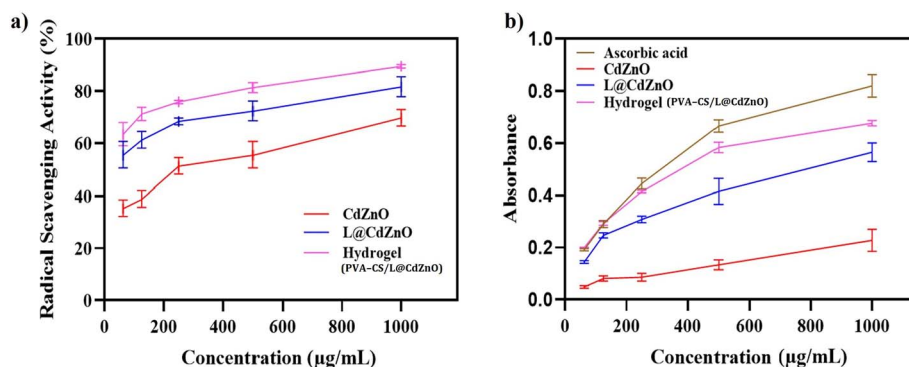 a)
Radical Scavenging Activity (%)
100
80
60
40
20
0
0
200
400
600
800
1000
Concentration (µg/mL)
CdZnO
L@CdZnO
Hydrogel
(PVA-CS/L@CdZnO)
b)
Absorbance
1.0
0.8
0.6
0.4
0.2
0.0
0
200
400
600
800
1000
Concentration (µg/mL)
Ascorbic acid
CdZnO
L@CdZnO
Hydrogel (PVA-CS/L@CdZnO)